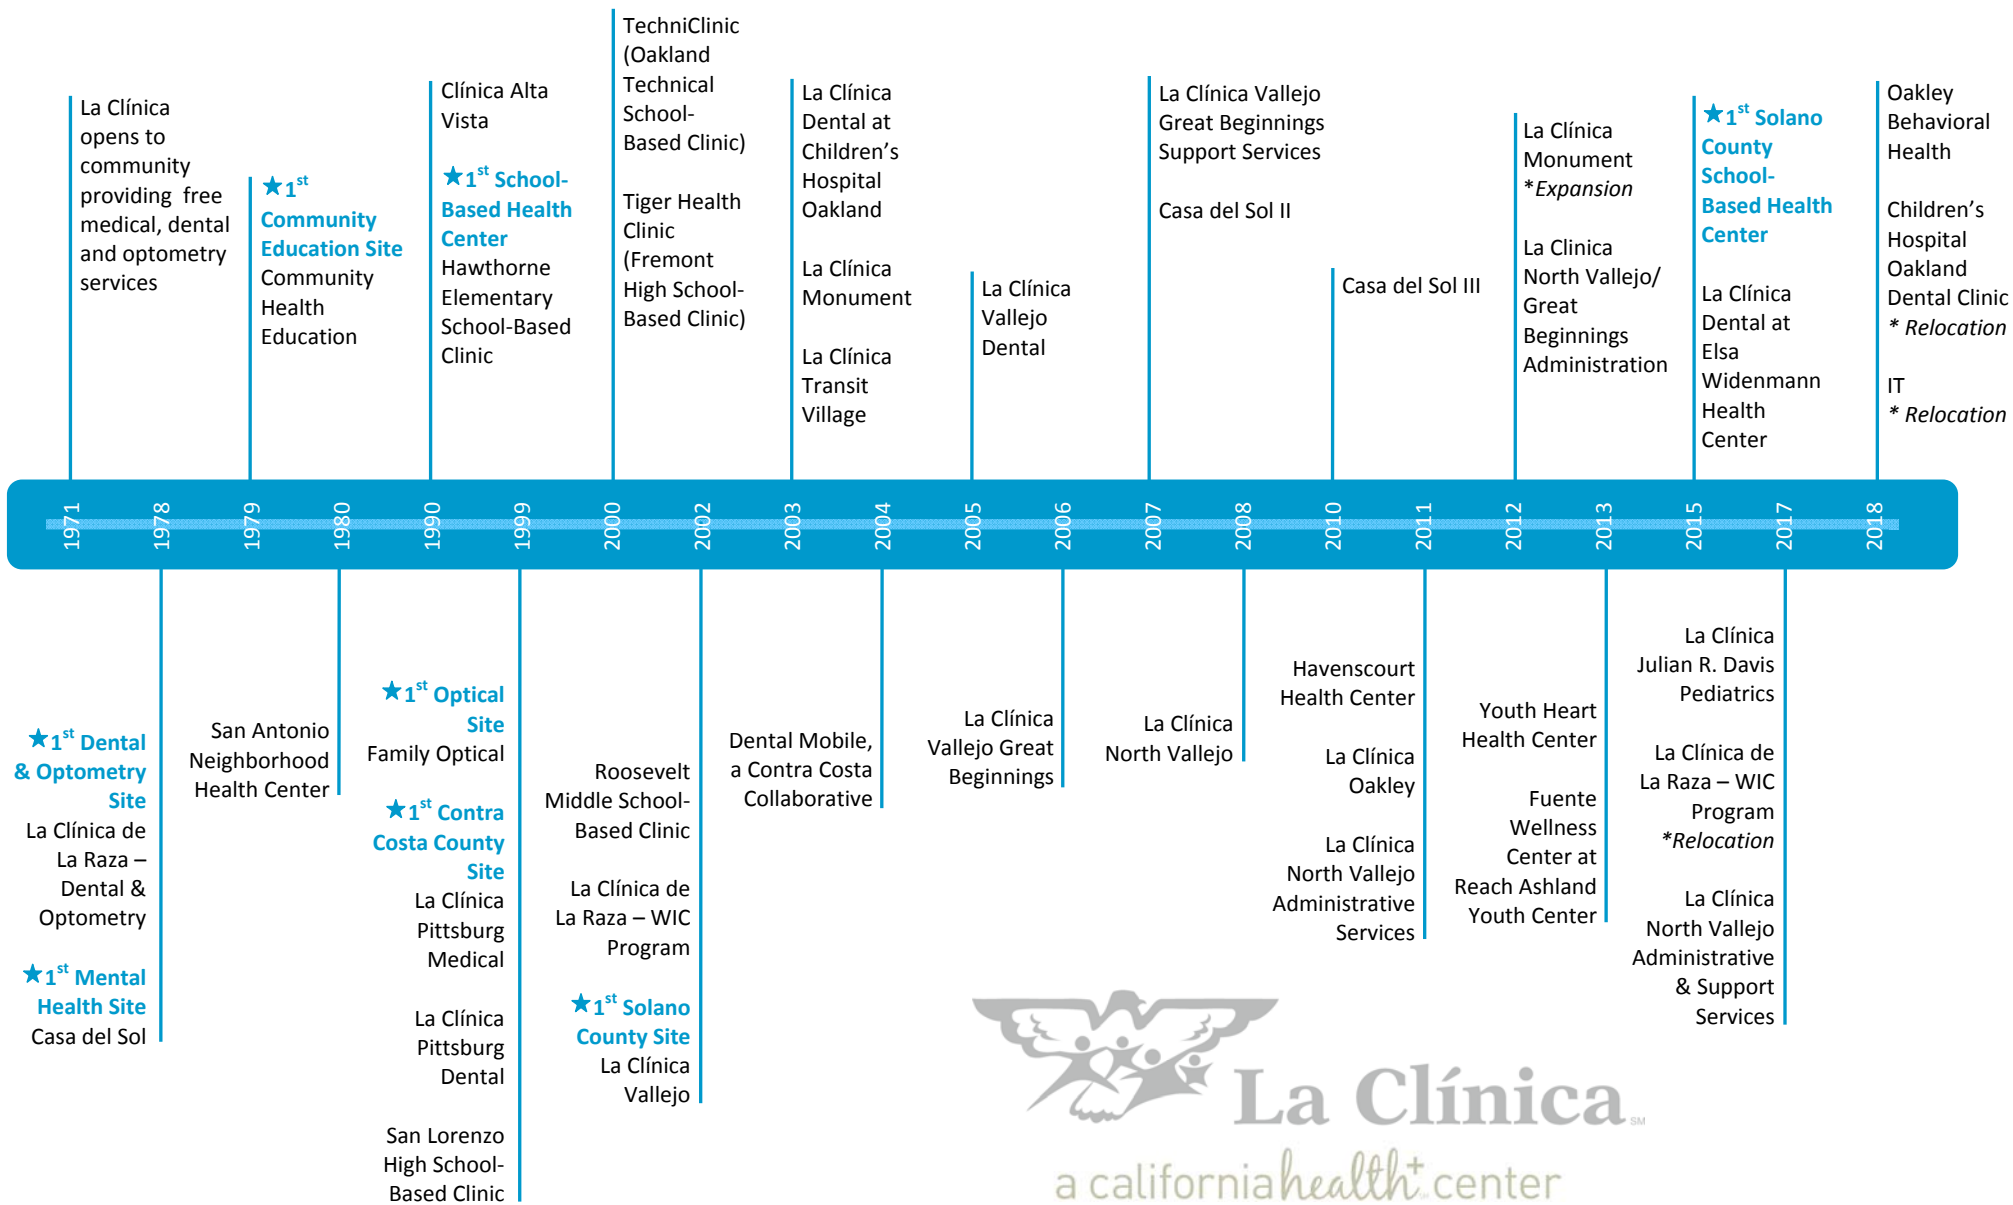 La Clínica
opens to
community
providing free
medical, dental
and optometry
services
★1st
Community
Education Site
Community
Health
Education
Clínica Alta
Vista
★1st School-
Based Health
Center
Hawthorne
Elementary
School-Based
Clinic
TechniClinic
(Oakland
Technical
School-
Based Clinic)
Tiger Health
Clinic
(Fremont
High School-
Based Clinic)
La Clínica
Dental at
Children's
Hospital
Oakland
La Clínica
Monument
La Clínica
Transit
Village
La Clínica
Vallejo
Dental
La Clínica Vallejo
Great Beginnings
Support Services
Casa del Sol II
Casa del Sol III
La Clínica
Monument
*Expansion
La Clinica
North Vallejo/
Great
Beginnings
Administration
★1st Solano
County
School-
Based Health
Center
La Clínica
Dental at
Elsa
Widenmann
Health
Center
Oakley
Behavioral
Health
Children's
Hospital
Oakland
Dental Clinic
* Relocation
IT
* Relocation
1971
1978
1979
1980
1990
1999
2000
2002
2003
2004
2005
2006
2007
2008
2010
2011
2012
2013
2015
2017
2018
★1st Dental
& Optometry
Site
La Clínica de
La Raza –
Dental &
Optometry
★1st Mental
Health Site
Casa del Sol
San Antonio
Neighborhood
Health Center
★1st Optical
Site
Family Optical
★1st Contra
Costa County
Site
La Clínica
Pittsburg
Medical
La Clínica
Pittsburg
Dental
San Lorenzo
High School-
Based Clinic
Roosevelt
Middle School-
Based Clinic
La Clínica de
La Raza – WIC
Program
★1st Solano
County Site
La Clínica
Vallejo
Dental Mobile,
a Contra Costa
Collaborative
La Clínica
Vallejo Great
Beginnings
La Clínica
North Vallejo
Havenscourt
Health Center
La Clínica
Oakley
La Clínica
North Vallejo
Administrative
Services
Youth Heart
Health Center
Fuente
Wellness
Center at
Reach Ashland
Youth Center
La Clínica
Julian R. Davis
Pediatrics
La Clínica de
La Raza – WIC
Program
*Relocation
La Clínica
North Vallejo
Administrative
& Support
Services
La Clínica SM
a california health+ center